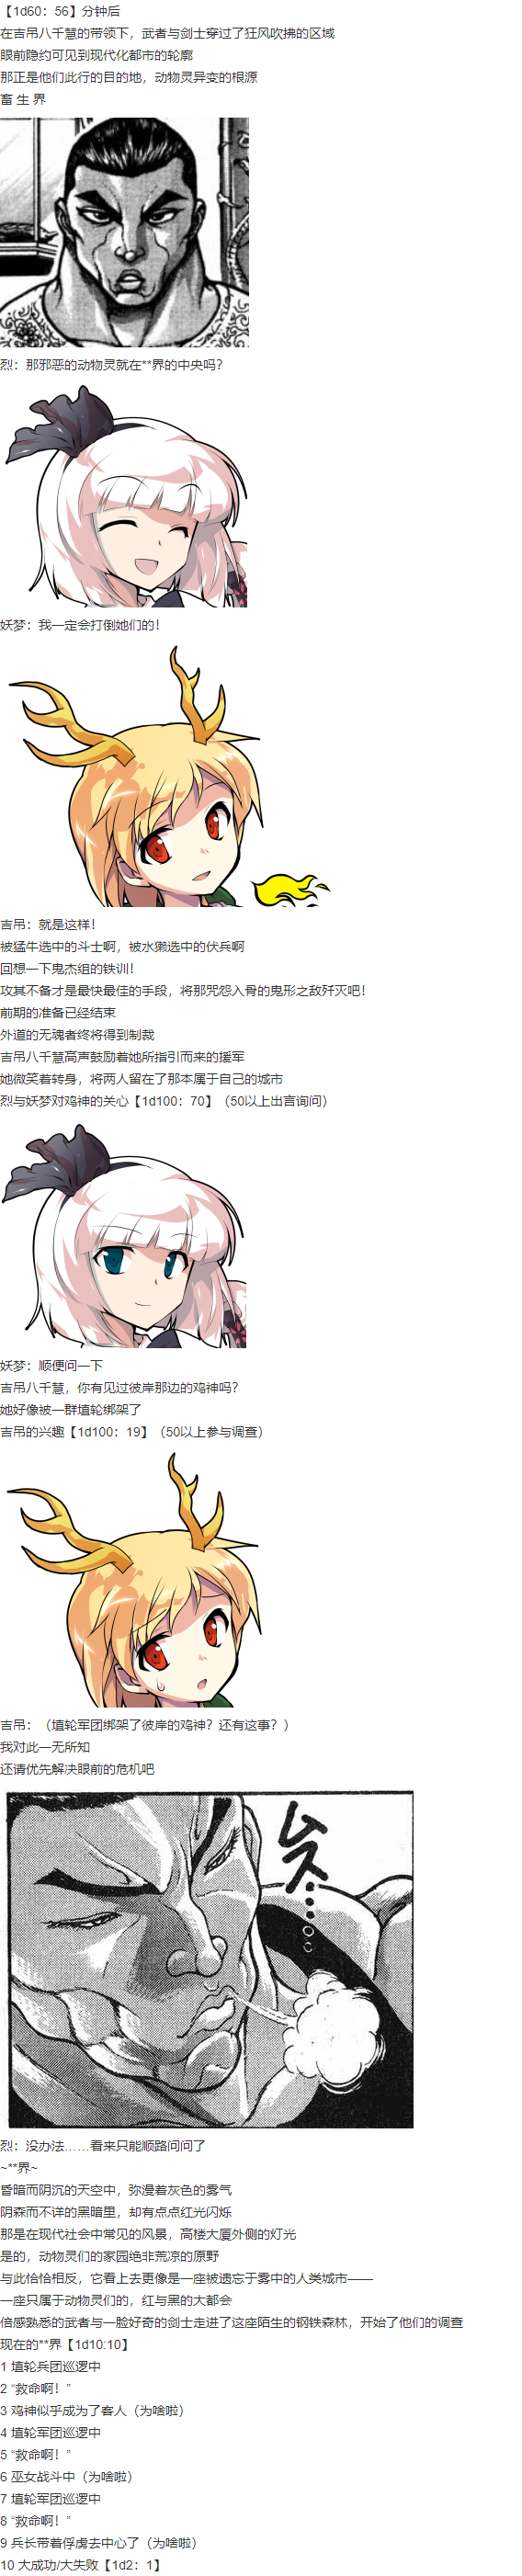 【1d60：56】分钟后
在吉吊八千慧的带领下，武者与剑士穿过了狂风吹拂的区域
眼前隐约可见到现代化都市的轮廓
那正是他们此行的目的地，动物灵异变的根源
畜 生 界
烈：那邪恶的动物灵就在**界的中央吗？
妖梦：我一定会打倒她们的！
吉吊：就是这样！
被猛牛选中的斗士啊，被水獭选中的伏兵啊
回想一下鬼杰组的铁训！
攻其不备才是最快最佳的手段，将那咒怨入骨的鬼形之敌歼灭吧！
前期的准备已经结束
外道的无魂者终将得到制裁
吉吊八千慧高声鼓励着她所指引而来的援军
她微笑着转身，将两人留在了那本属于自己的城市
烈与妖梦对鸡神的关心【1d100：70】（50以上出言询问）
妖梦：顺便问一下
吉吊八千慧，你有见过彼岸那边的鸡神吗？
她好像被一群埴轮绑架了
吉吊的兴趣【1d100：19】（50以上参与调查）
吉吊：（埴轮军团绑架了彼岸的鸡神？还有这事？）
我对此一无所知
还请优先解决眼前的危机吧
ムス…
烈：没办法……看来只能顺路问问了
~**界~
昏暗而阴沉的天空中，弥漫着灰色的雾气
阴森而不详的黑暗里，却有点点红光闪烁
那是在现代社会中常见的风景，高楼大厦外侧的灯光
是的，动物灵们的家园绝非荒凉的原野
与此恰恰相反，它看上去更像是一座被遗忘于雾中的人类城市——
一座只属于动物灵们的，红与黑的大都会
倍感熟悉的武者与一脸好奇的剑士走进了这座陌生的钢铁森林，开始了他们的调查
现在的**界【1d10:10】
1 埴轮兵团巡逻中
2 “救命啊！”
3 鸡神似乎成为了客人（为啥啦）
4 埴轮军团巡逻中
5 “救命啊！”
6 巫女战斗中（为啥啦）
7 埴轮军团巡逻中
8 “救命啊！”
9 兵长带着俘虏去中心了（为啥啦）
10 大成功/大失败【1d2：1】